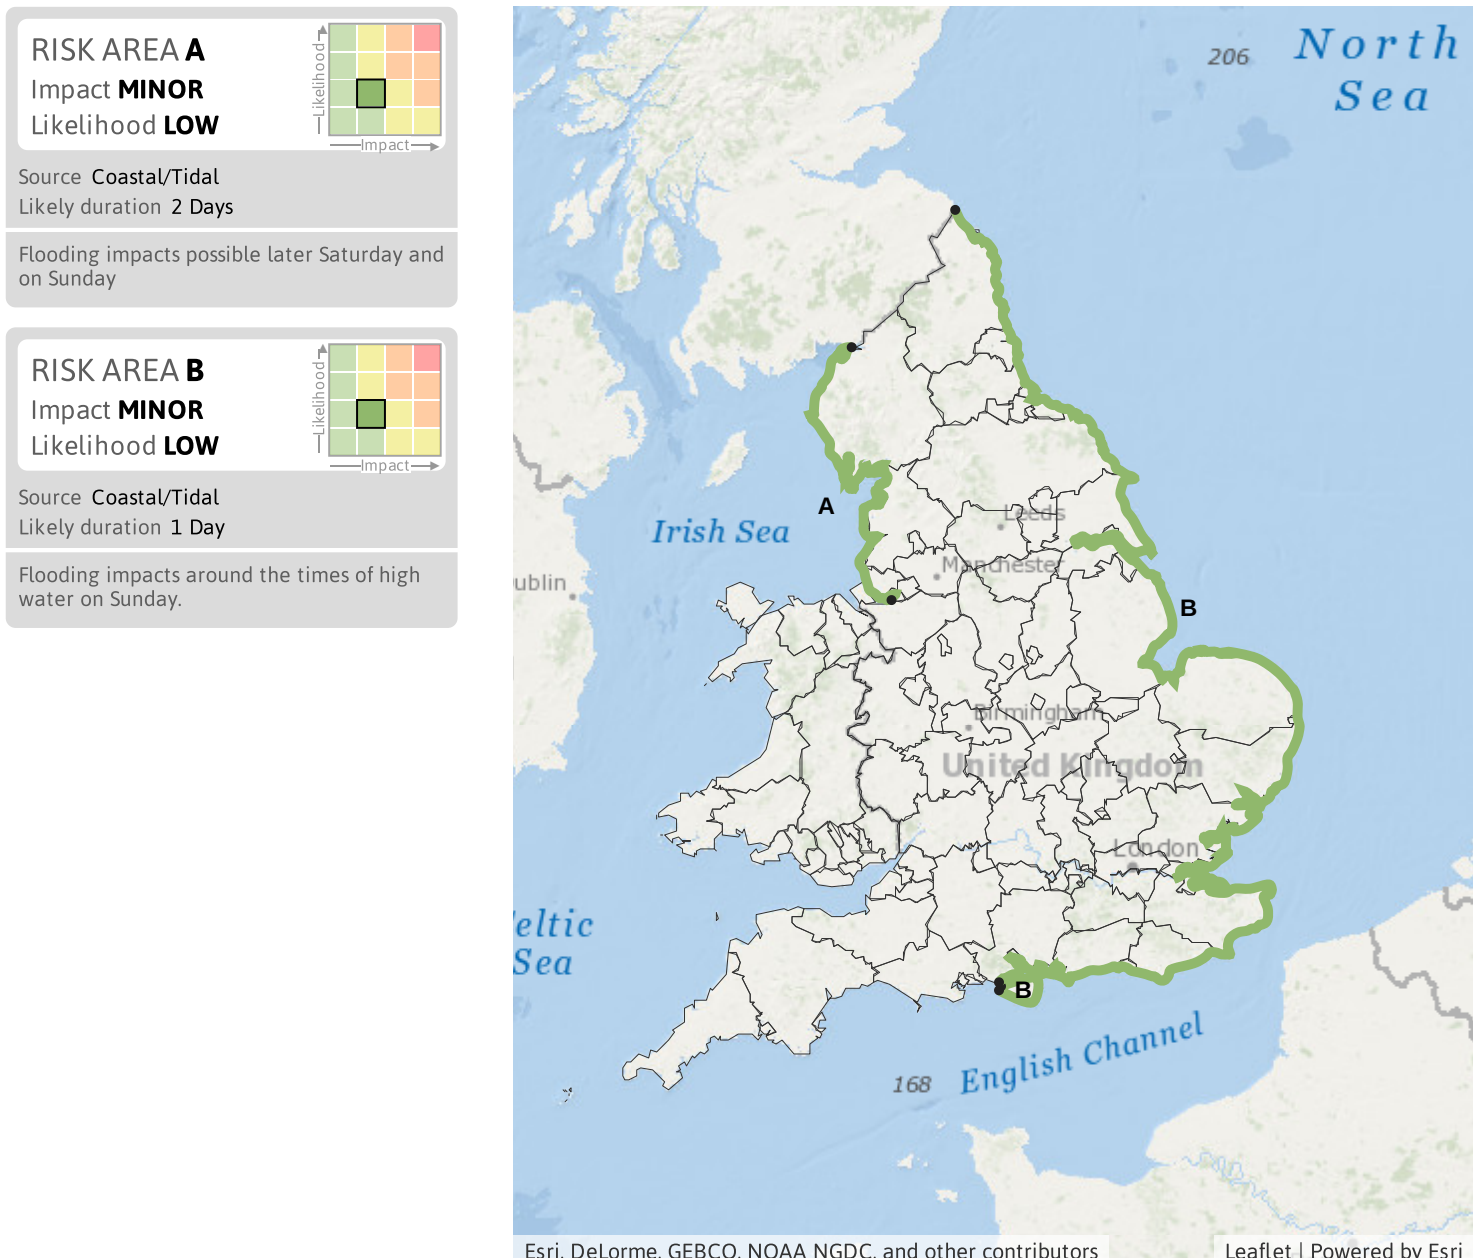 RISK AREA A
Impact MINOR
Likelihood LOW
Likelihood
Impact
Source Coastal/Tidal
Likely duration 2 Days
Flooding impacts possible later Saturday and
on Sunday
RISK AREA B
Impact MINOR
Likelihood LOW
Likelihood
Impact
Source Coastal/Tidal
Likely duration 1 Day
Flooding impacts around the times of high
water on Sunday.
North
Sea
206
A
Leeds
Irish Sea
Manchester
ublin
B
Birmingham
United Kingdom
London
eltic
Sea
B
English Channel
168
Esri, DeLorme, GEBCO, NOAA NGDC, and other contributors
Leaflet | Powered by Esri